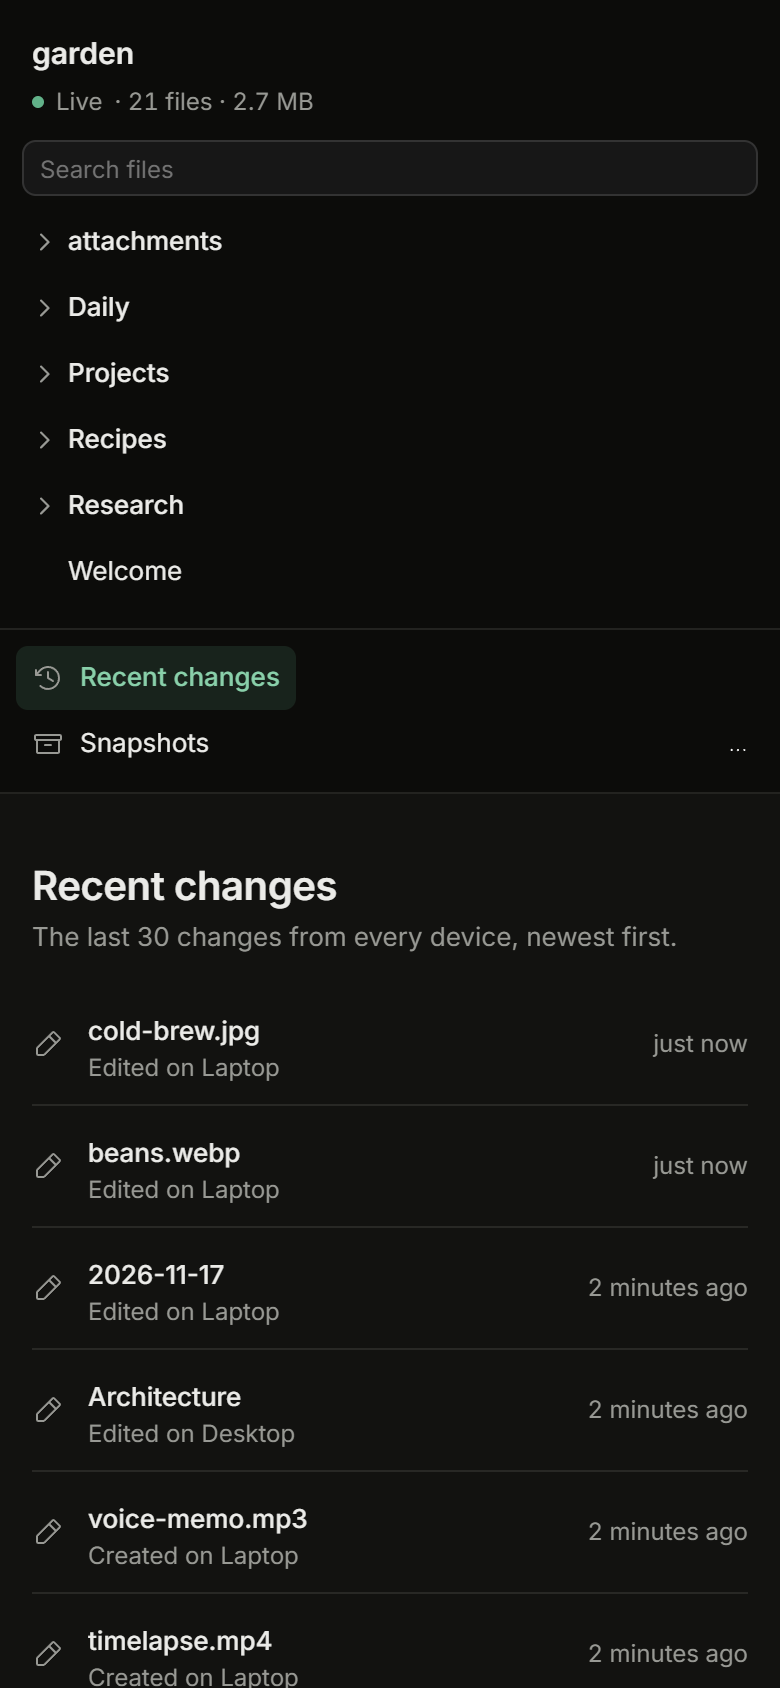 garden
Live · 21 files · 2.7 MB
Search files
attachments
Daily
Projects
Recipes
Research
Welcome
Recent changes
Snapshots ...
Recent changes
The last 30 changes from every device, newest first.
cold-brew.jpg
Edited on Laptop
just now
beans.webp
Edited on Laptop
just now
2026-11-17
Edited on Laptop
2 minutes ago
Architecture
Edited on Desktop
2 minutes ago
voice-memo.mp3
Created on Laptop
2 minutes ago
timelapse.mp4
Created on Laptop
2 minutes ago